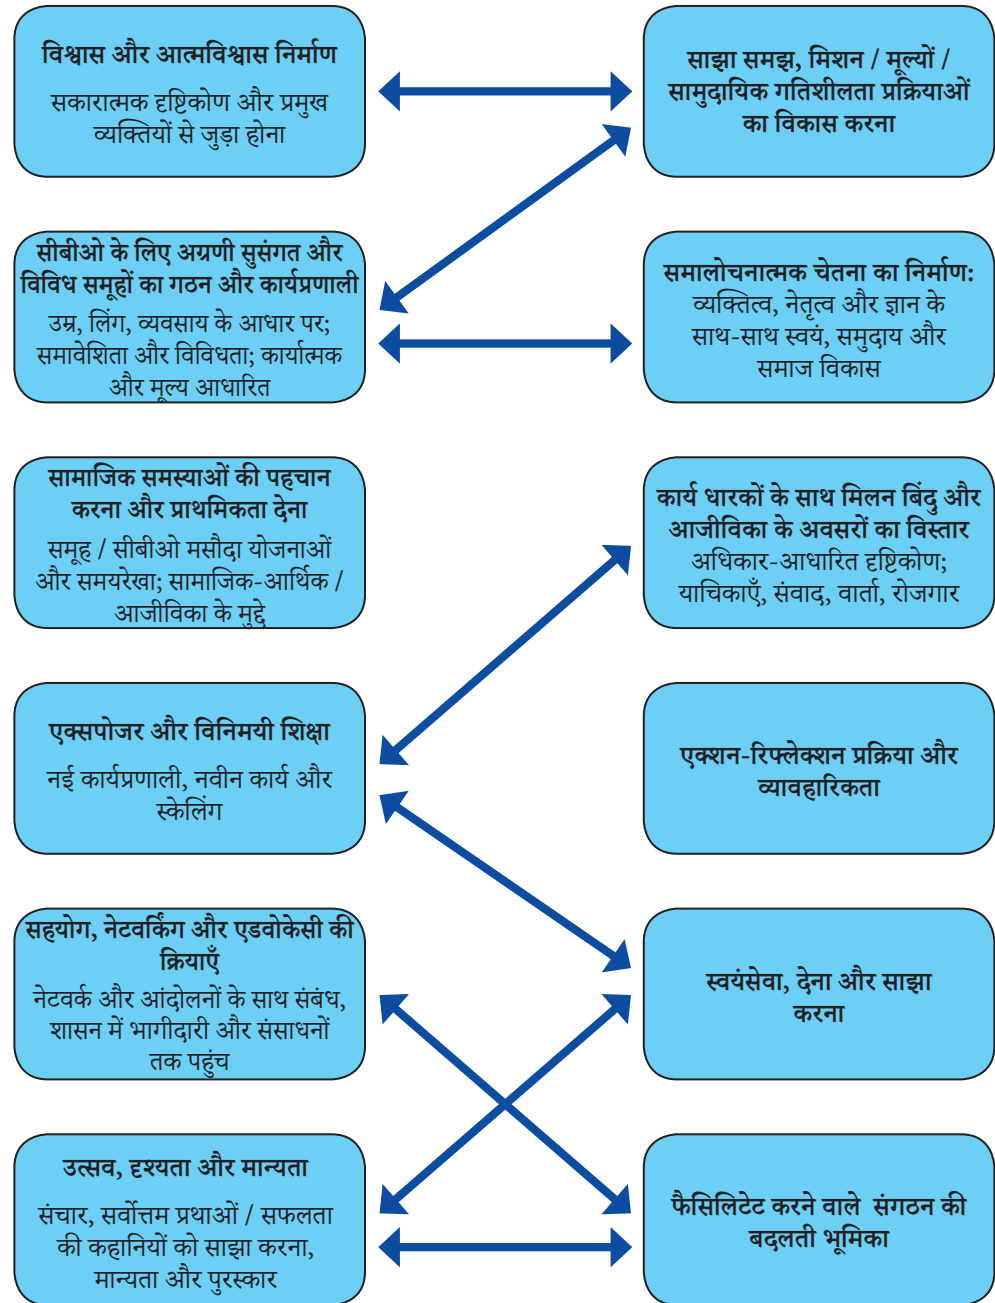 विश्वास और आत्मविश्वास निर्माण
सकारात्मक दृष्टिकोण और प्रमुख
व्यक्तियों से जुड़ा होना
साझा समझ, मिशन / मूल्यों /
सामुदायिक गतिशीलता प्रक्रियाओं
का विकास करना
सीबीओ के लिए अग्रणी सुसंगत और
विविध समूहों का गठन और कार्यप्रणाली
उम्र, लिंग, व्यवसाय के आधार पर;
समावेशिता और विविधता; कार्यात्मक
और मूल्य आधारित
समालोचनात्मक चेतना का निर्माण:
व्यक्तित्व, नेतृत्व और ज्ञान के
साथ-साथ स्वयं, समुदाय और
समाज विकास
सामाजिक समस्याओं की पहचान
करना और प्राथमिकता देना
समूह / सीबीओ मसौदा योजनाओं
और समयरेखा; सामाजिक-आर्थिक /
आजीविका के मुद्दे
कार्य धारकों के साथ मिलन बिंदु और
आजीविका के अवसरों का विस्तार
अधिकार-आधारित दृष्टिकोण;
याचिकाएँ, संवाद, वार्ता, रोजगार
एक्सपोजर और विनिमयी शिक्षा
नई कार्यप्रणाली, नवीन कार्य और
स्केलिंग
एक्शन-रिफ्लेक्शन प्रक्रिया और
व्यावहारिकता
सहयोग, नेटवर्किंग और एडवोकेसी की
क्रियाएँ
नेटवर्क और आंदोलनों के साथ संबंध,
शासन में भागीदारी और संसाधनों
तक पहुंच
स्वयंसेवा, देना और साझा
करना
उत्सव, दृश्यता और मान्यता
संचार, सर्वोत्तम प्रथाओं / सफलता
की कहानियों को साझा करना,
मान्यता और पुरस्कार
फैसिलिटेट करने वाले संगठन की
बदलती भूमिका